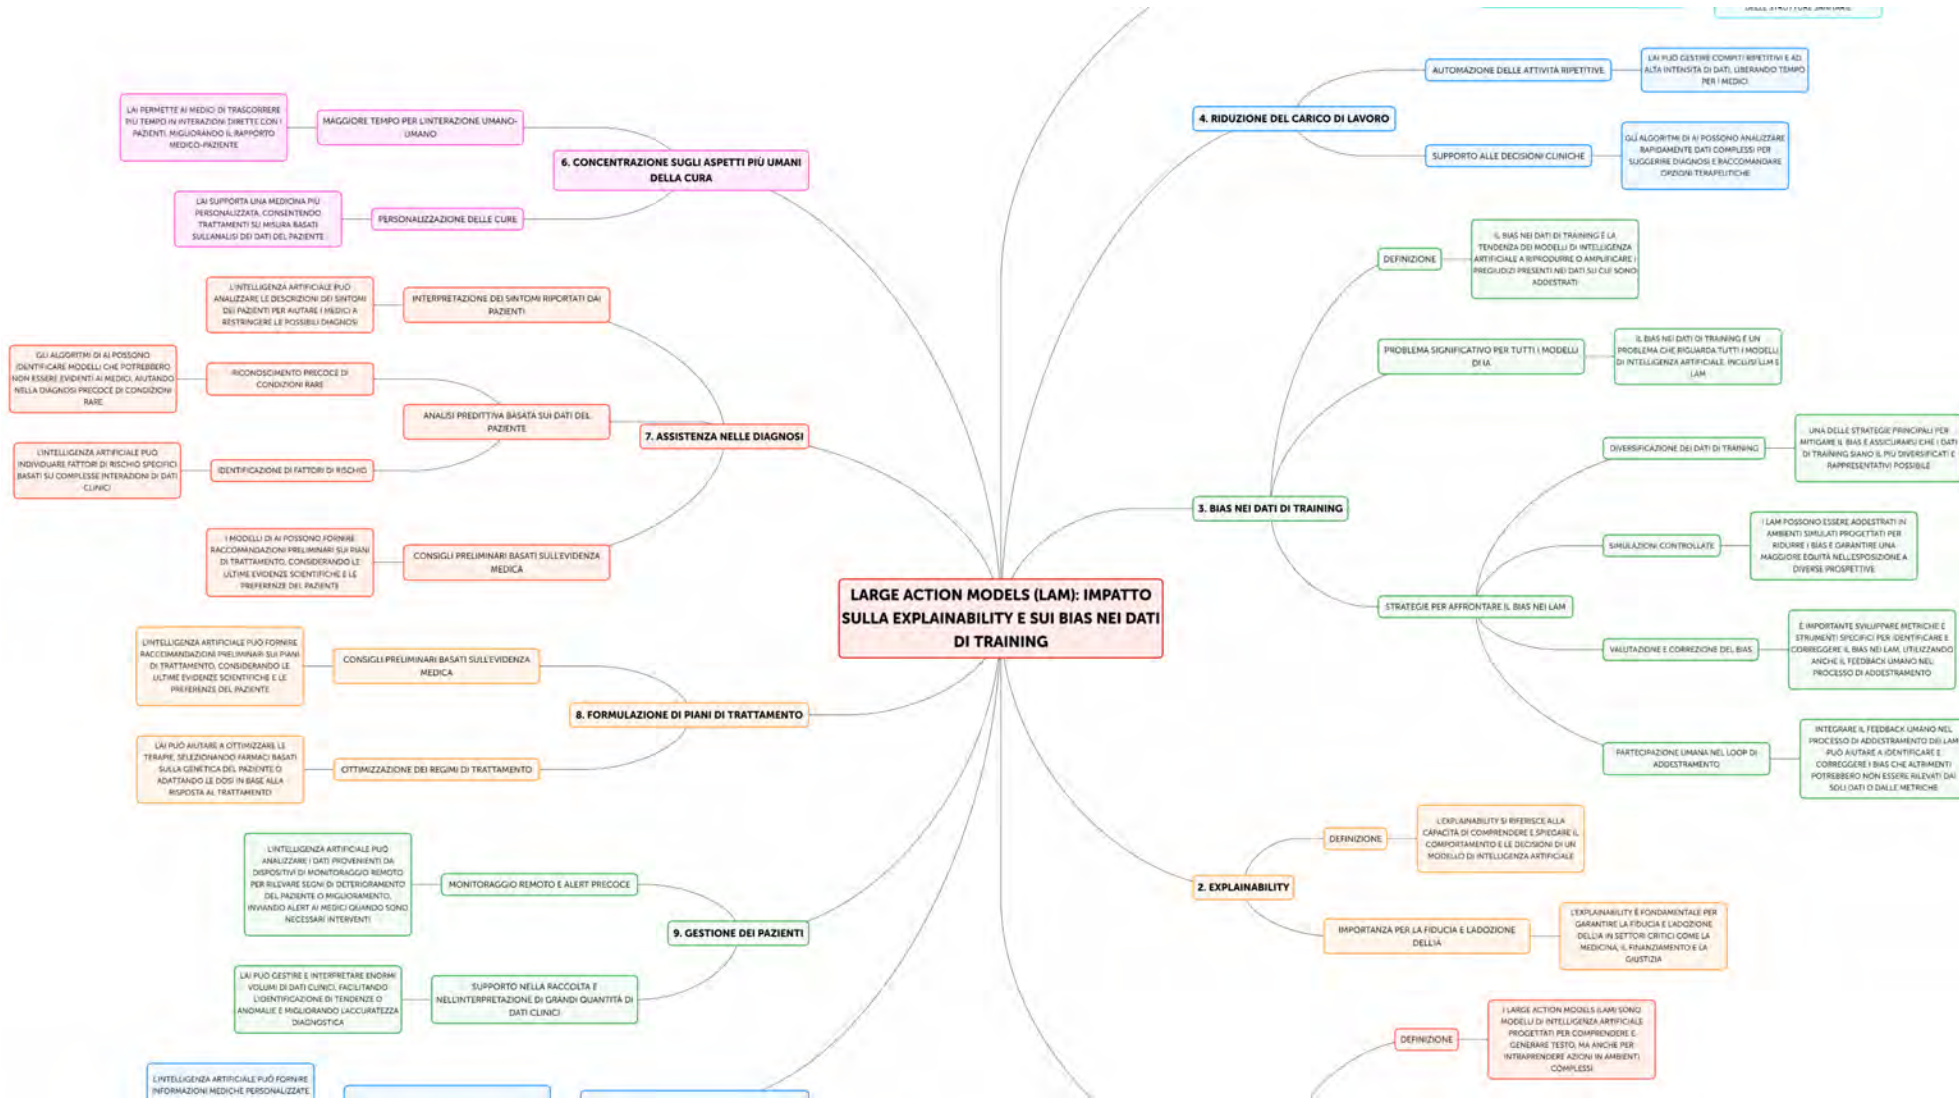 DELLE STRUTTURE SANITARIE
AUTOMAZIONE DELLE ATTIVITÀ RIPETITIVE
L'AI PUÒ GESTIRE COMPITI RIPETITIVI E AD
ALTA INTENSITÀ DI DATI, LIBERANDO TEMPO
PER I MEDICI
4. RIDUZIONE DEL CARICO DI LAVORO
SUPPORTO ALLE DECISIONI CLINICHE
GLI ALGORITMI DI AI POSSONO ANALIZZARE
RAPIDAMENTE DATI COMPLESSI PER
SUGGERIRE DIAGNOSI E RACCOMANDARE
OPZIONI TERAPEUTICHE
L'AI PERMETTE AI MEDICI DI TRASCORRERE
PIÙ TEMPO IN INTERAZIONI DIRETTE CON I
PAZIENTI, MIGLIORANDO IL RAPPORTO
MEDICO-PAZIENTE
MAGGIORE TEMPO PER L'INTERAZIONE UMANO-
UMANO
6. CONCENTRAZIONE SUGLI ASPETTI PIÙ UMANI
DELLA CURA
L'AI SUPPORTA UNA MEDICINA PIÙ
PERSONALIZZATA, CONSENTENDO
TRATTAMENTI SU MISURA BASATI
SULL'ANALISI DEI DATI DEL PAZIENTE
PERSONALIZZAZIONE DELLE CURE
L'INTELLIGENZA ARTIFICIALE PUÒ
ANALIZZARE LE DESCRIZIONI DEI SINTOMI
DEI PAZIENTI PER AIUTARE I MEDICI A
RESTRINGERE LE POSSIBILI DIAGNOSI
INTERPRETAZIONE DEI SINTOMI RIPORTATI DAI
PAZIENTI
GLI ALGORITMI DI AI POSSONO
IDENTIFICARE MODELLI CHE POTREBBERO
NON ESSERE EVIDENTI AI MEDICI, AIUTANDO
NELLA DIAGNOSI PRECOCE DI CONDIZIONI
RARE
RICONOSCIMENTO PRECOCE DI
CONDIZIONI RARE
ANALISI PREDITTIVA BASATA SUI DATI DEL
PAZIENTE
7. ASSISTENZA NELLE DIAGNOSI
L'INTELLIGENZA ARTIFICIALE PUÒ
INDIVIDUARE FATTORI DI RISCHIO SPECIFICI
BASATI SU COMPLESSE INTERAZIONI DI DATI
CLINICI
IDENTIFICAZIONE DI FATTORI DI RISCHIO
I MODELLI DI AI POSSONO FORNIRE
RACCOMANDAZIONI PRELIMINARI SUI PIANI
DI TRATTAMENTO, CONSIDERANDO LE
ULTIME EVIDENZE SCIENTIFICHE E LE
PREFERENZE DEL PAZIENTE
CONSIGLI PRELIMINARI BASATI SULL'EVIDENZA
MEDICA
DEFINIZIONE
IL BIAS NEI DATI DI TRAINING È LA
TENDENZA DEI MODELLI DI INTELLIGENZA
ARTIFICIALE A RIPRODURRE O AMPLIFICARE I
PREGIUDIZI PRESENTI NEI DATI SU CUI SONO
ADDESTRATI
PROBLEMA SIGNIFICATIVO PER TUTTI I MODELLI
DI IA
IL BIAS NEI DATI DI TRAINING È UN
PROBLEMA CHE RIGUARDA TUTTI I MODELLI
DI INTELLIGENZA ARTIFICIALE, INCLUSI LLM E
LAM
3. BIAS NEI DATI DI TRAINING
DIVERSIFICAZIONE DEI DATI DI TRAINING
UNA DELLE STRATEGIE PRINCIPALI PER
MITIGARE IL BIAS È ASSICURARSI CHE I DATI
DI TRAINING SIANO IL PIÙ DIVERSIFICATI E
RAPPRESENTATIVI POSSIBILE
SIMULAZIONI CONTROLLATE
I LAM POSSONO ESSERE ADDESTRATI IN
AMBIENTI SIMULATI PROGETTATI PER
RIDURRE I BIAS E GARANTIRE UNA
MAGGIORE EQUITÀ NELL'ESPOSIZIONE A
DIVERSE PROSPETTIVE
STRATEGIE PER AFFRONTARE IL BIAS NEI LAM
VALUTAZIONE E CORREZIONE DEL BIAS
È IMPORTANTE SVILUPPARE METRICHE E
STRUMENTI SPECIFICI PER IDENTIFICARE E
CORREGGERE IL BIAS NEI LAM, UTILIZZANDO
ANCHE IL FEEDBACK UMANO NEL
PROCESSO DI ADDESTRAMENTO
PARTECIPAZIONE UMANA NEL LOOP DI
ADDESTRAMENTO
INTEGRARE IL FEEDBACK UMANO NEL
PROCESSO DI ADDESTRAMENTO DEI LAM
PUÒ AIUTARE A IDENTIFICARE E
CORREGGERE I BIAS CHE ALTRIMENTI
POTREBBERO NON ESSERE RILEVATI DAI
SOLI DATI O DALLE METRICHE
LARGE ACTION MODELS (LAM): IMPATTO
SULLA EXPLAINABILITY E SUI BIAS NEI DATI
DI TRAINING
L'INTELLIGENZA ARTIFICIALE PUÒ FORNIRE
RACCOMANDAZIONI PRELIMINARI SUI PIANI
DI TRATTAMENTO, CONSIDERANDO LE
ULTIME EVIDENZE SCIENTIFICHE E LE
PREFERENZE DEL PAZIENTE
CONSIGLI PRELIMINARI BASATI SULL'EVIDENZA
MEDICA
8. FORMULAZIONE DI PIANI DI TRATTAMENTO
L'AI PUÒ AIUTARE A OTTIMIZZARE LE
TERAPIE, SELEZIONANDO FARMACI BASATI
SULLA GENETICA DEL PAZIENTE O
ADATTANDO LE DOSI IN BASE ALLA
RISPOSTA AL TRATTAMENTO
OTTIMIZZAZIONE DEI REGIMI DI TRATTAMENTO
L'INTELLIGENZA ARTIFICIALE PUÒ
ANALIZZARE I DATI PROVENIENTI DA
DISPOSITIVI DI MONITORAGGIO REMOTO
PER RILEVARE SEGNI DI DETERIORAMENTO
DEL PAZIENTE O MIGLIORAMENTO,
INVIANDO ALERT AI MEDICI QUANDO SONO
NECESSARI INTERVENTI
MONITORAGGIO REMOTO E ALERT PRECOCE
9. GESTIONE DEI PAZIENTI
L'AI PUÒ GESTIRE E INTERPRETARE ENORMI
VOLUMI DI DATI CLINICI, FACILITANDO
L'IDENTIFICAZIONE DI TENDENZE O
ANOMALIE E MIGLIORANDO L'ACCURATEZZA
DIAGNOSTICA
SUPPORTO NELLA RACCOLTA E
NELL'INTERPRETAZIONE DI GRANDI QUANTITÀ DI
DATI CLINICI
DEFINIZIONE
L'EXPLAINABILITY SI RIFERISCE ALLA
CAPACITÀ DI COMPRENDERE E SPIEGARE IL
COMPORTAMENTO E LE DECISIONI DI UN
MODELLO DI INTELLIGENZA ARTIFICIALE
2. EXPLAINABILITY
IMPORTANZA PER LA FIDUCIA E L'ADOZIONE
DELL'IA
L'EXPLAINABILITY È FONDAMENTALE PER
GARANTIRE LA FIDUCIA E L'ADOZIONE
DELL'IA IN SETTORI CRITICI COME LA
MEDICINA, IL FINANZIAMENTO E LA
GIUSTIZIA
DEFINIZIONE
I LARGE ACTION MODELS (LAM) SONO
MODELLI DI INTELLIGENZA ARTIFICIALE
PROGETTATI PER COMPRENDERE E
GENERARE TESTO, MA ANCHE PER
INTRAPRENDERE AZIONI IN AMBIENTI
COMPLESSI
L'INTELLIGENZA ARTIFICIALE PUÒ FORNIRE
INFORMAZIONI MEDICHE PERSONALIZZATE